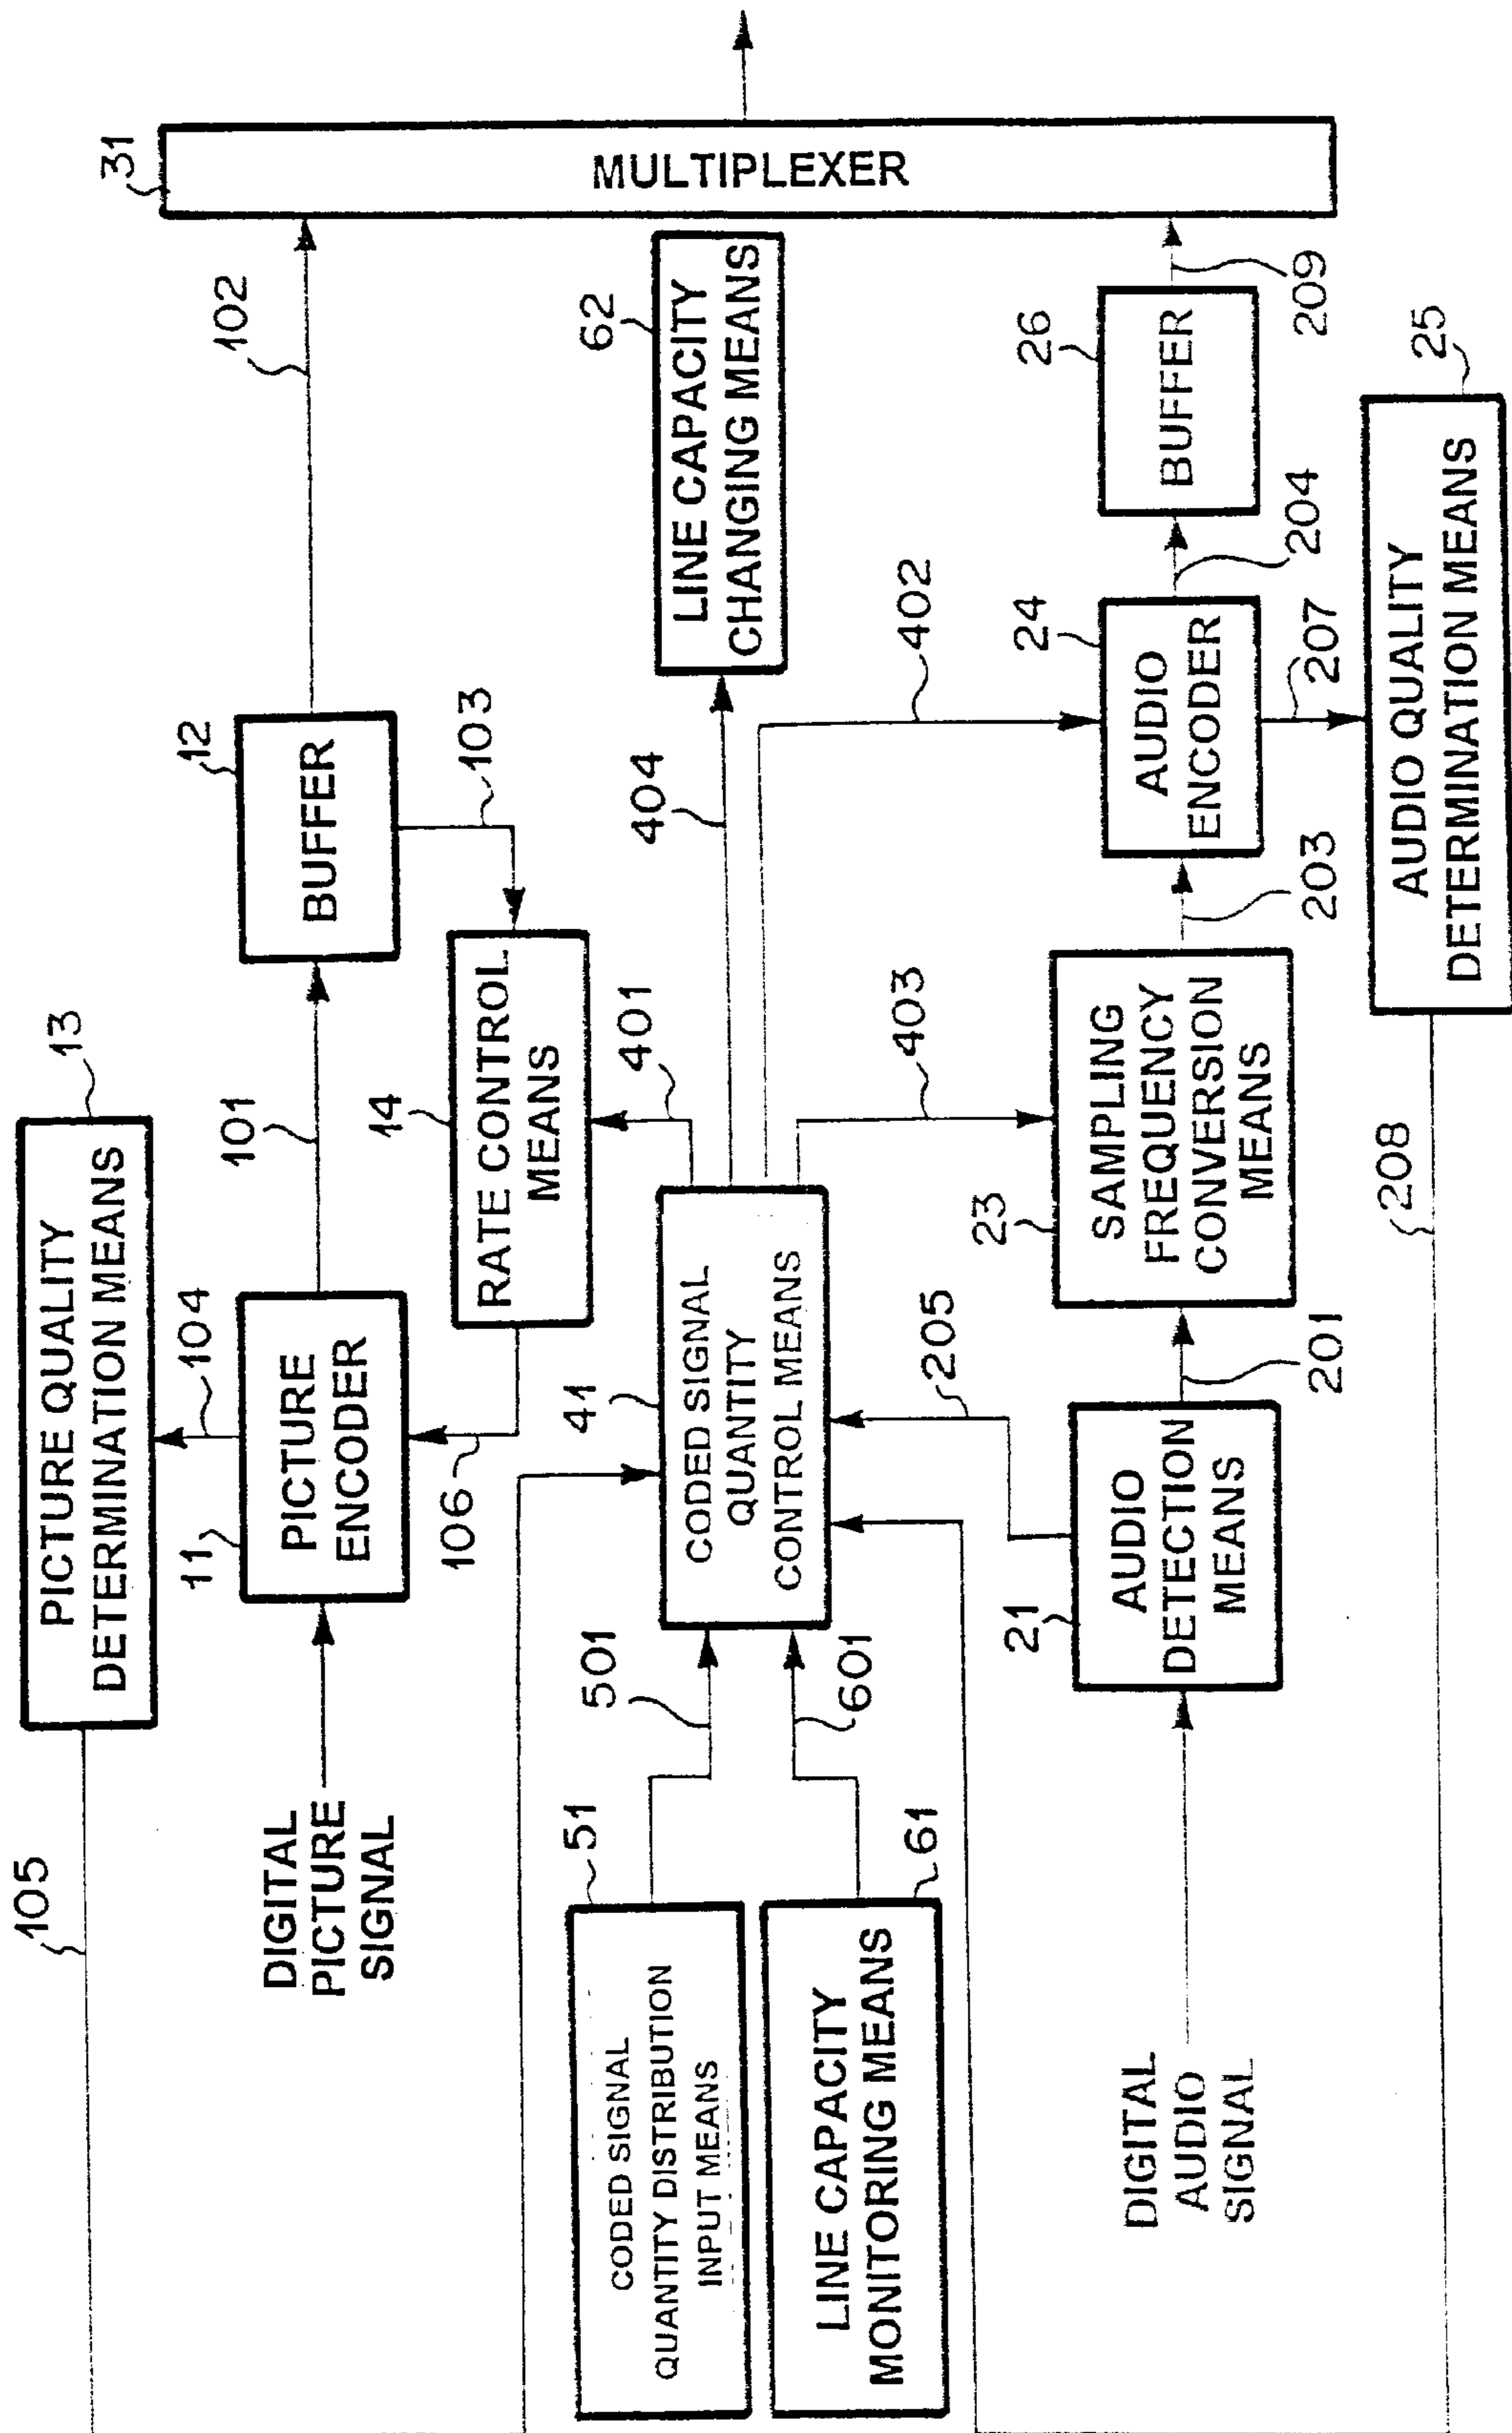 105
PICTURE QUALITY
DETERMINATION MEANS
13
104
101
102
31
DIGITAL
PICTURE
SIGNAL
11
PICTURE
ENCODER
12
BUFFER
103
106
14
RATE CONTROL
MEANS
401
MULTIPLEXER
51
CODED SIGNAL
QUANTITY DISTRIBUTION
INPUT MEANS
501
41
CODED SIGNAL
QUANTITY
CONTROL MEANS
404
62
LINE CAPACITY
CHANGING MEANS
61
LINE CAPACITY
MONITORING MEANS
601
205
403
402
DIGITAL
AUDIO
SIGNAL
21
AUDIO
DETECTION
MEANS
201
23
SAMPLING
FREQUENCY
CONVERSION
MEANS
203
24
AUDIO
ENCODER
204
26
BUFFER
209
207
208
AUDIO QUALITY
DETERMINATION MEANS
25